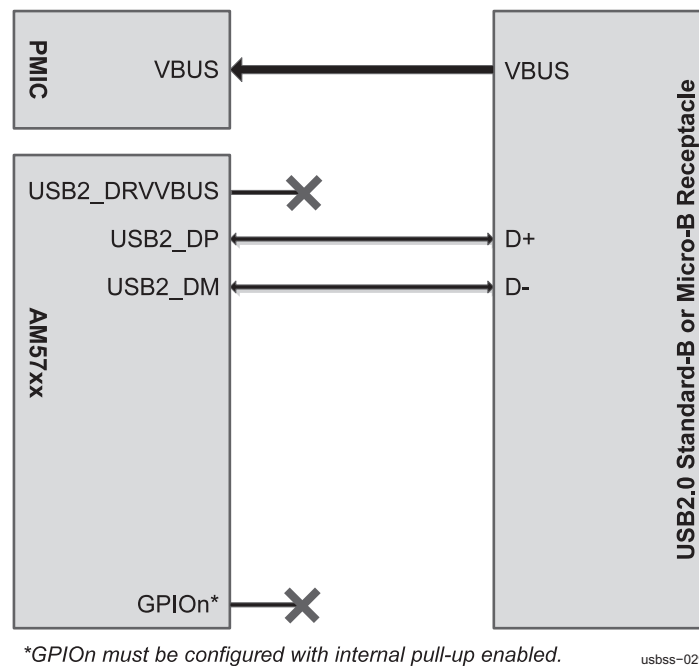 PMIC
VBUS
VBUS
USB2_DRVVBUS
USB2_DP
D+
USB2_DM
D-
AM57xx
USB2.0 Standard-B or Micro-B Receptacle
GPIOn*
*GPIOn must be configured with internal pull-up enabled.
usbss-02